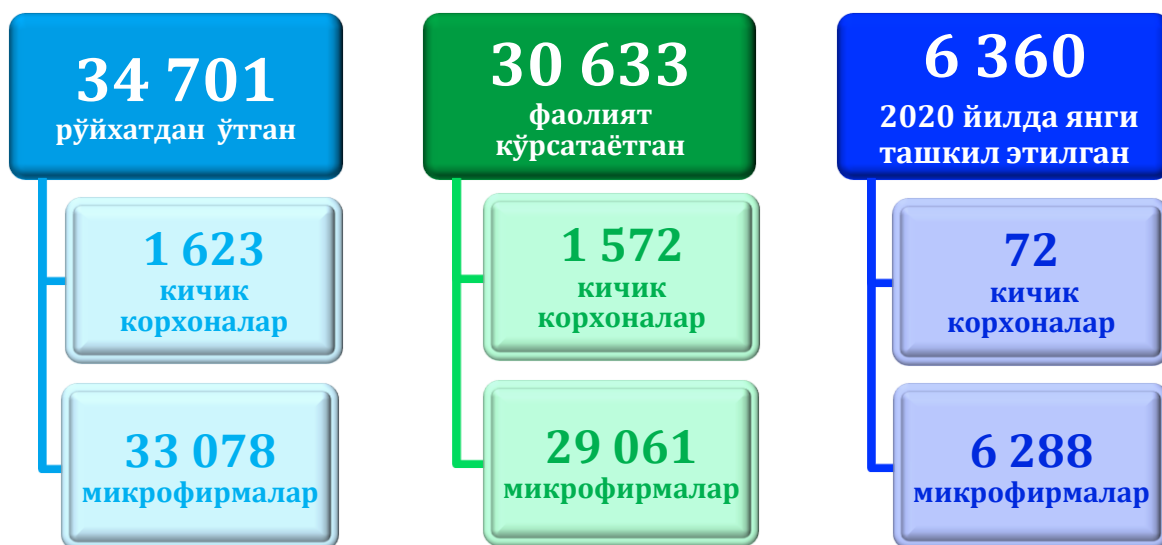 34 701
рўйхатдан ўтган
1 623
кичик
корхоналар
33 078
микрофирмалар
30 633
фаолият
кўрсатаётган
1 572
кичик
корхоналар
29 061
микрофирмалар
6 360
2020 йилда янги
ташкил этилган
72
кичик
корхоналар
6 288
микрофирмалар